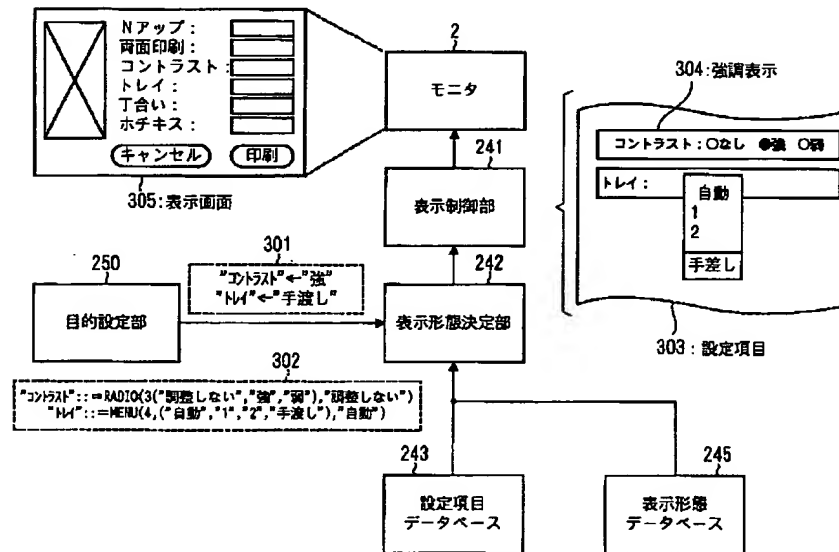 Nアップ：
両面印刷：
コントラスト：
トレイ：
丁合い：
ホチキス：
キャンセル
印刷
305：表示画面
2
モニタ
241
表示制御部
304：強調表示
コントラスト：○なし ●強 ○弱
トレイ：
自動
1
2
手差し
303：設定項目
250
目的設定部
301
"コントラスト"←"強"
"トレイ"←"手渡し"
242
表示形態決定部
302
"コントラスト"::=RADIO(3("調整しない","強","弱"),"調整しない")
"トレイ"::=MENU(4,("自動","1","2","手渡し"),"自動")
243
設定項目
データベース
245
表示形態
データベース